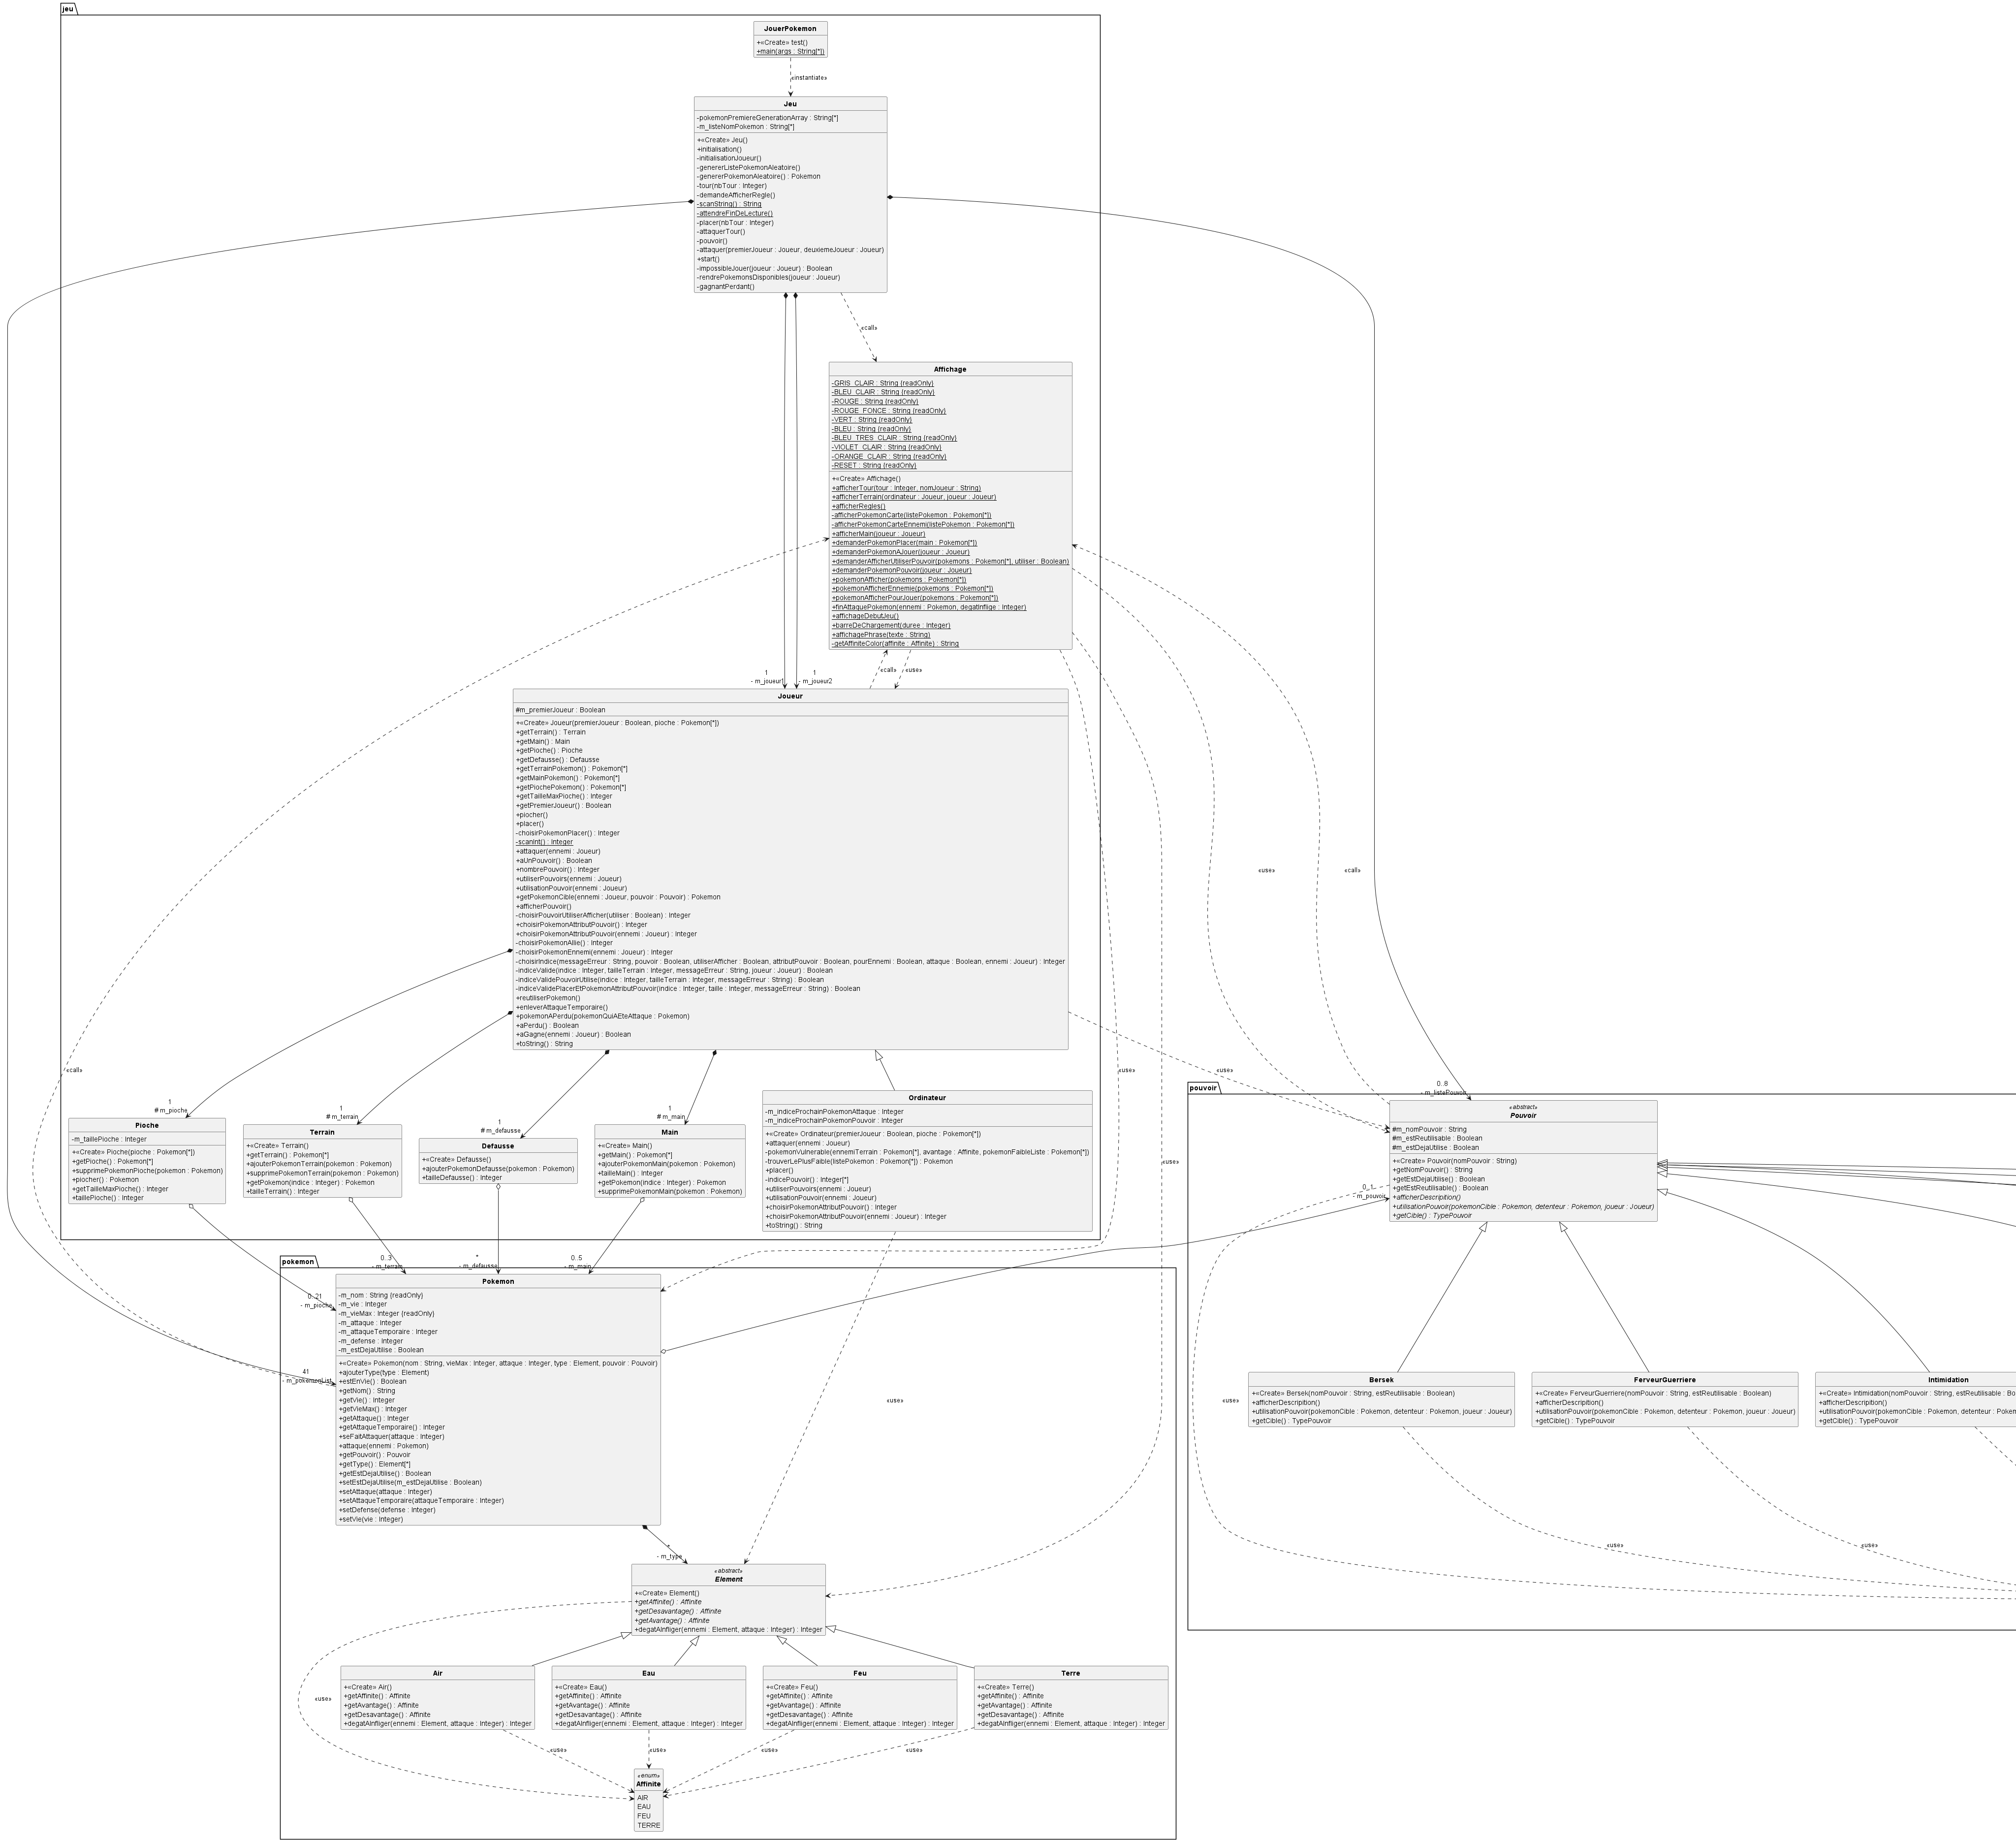 jeu
JouerPokemon
+«Create» test()
+main(args : String[*])
«instantiate»
Jeu
-pokemonPremiereGenerationArray : String[*]
-m_listeNomPokemon : String[*]
+«Create» Jeu()
+initialisation()
-initialisationJoueur()
-genererListePokemonAleatoire()
-genererPokemonAleatoire() : Pokemon
-tour(nbTour : Integer)
-demandeAfficherRegle()
-scanString() : String
-attendreFinDeLecture()
-placer(nbTour : Integer)
-attaquerTour()
-pouvoir()
-attaquer(premierJoueur : Joueur, deuxiemeJoueur : Joueur)
+start()
-impossibleJouer(joueur : Joueur) : Boolean
-rendrePokemonsDisponibles(joueur : Joueur)
-gagnantPerdant()
«call»
Affichage
-GRIS_CLAIR : String {readOnly}
-BLEU_CLAIR : String {readOnly}
-ROUGE : String {readOnly}
-ROUGE_FONCE : String {readOnly}
-VERT : String {readOnly}
-BLEU : String {readOnly}
-BLEU_TRES_CLAIR : String {readOnly}
-VIOLET_CLAIR : String {readOnly}
-ORANGE_CLAIR : String {readOnly}
-RESET : String {readOnly}
+«Create» Affichage()
+afficherTour(tour : Integer, nomJoueur : String)
+afficherTerrain(ordinateur : Joueur, joueur : Joueur)
+afficherRegles()
-afficherPokemonCarte(listePokemon : Pokemon[*])
-afficherPokemonCarteEnnemi(listePokemon : Pokemon[*])
+afficherMain(joueur : Joueur)
+demanderPokemonPlacer(main : Pokemon[*])
+demanderPokemonAJouer(joueur : Joueur)
+demanderAfficherUtiliserPouvoir(pokemons : Pokemon[*], utiliser : Boolean)
+demanderPokemonPouvoir(joueur : Joueur)
+pokemonAfficher(pokemons : Pokemon[*])
+pokemonAfficherEnnemie(pokemons : Pokemon[*])
+pokemonAfficherPourJouer(pokemons : Pokemon[*])
+finAttaquePokemon(ennemi : Pokemon, degatInflige : Integer)
+affichageDebutJeu()
+barreDeChargement(duree : Integer)
+affichagePhrase(texte : String)
-getAffiniteColor(affinite : Affinite) : String
1
- m_joueur1
1
- m_joueur2
«call»
«use»
Joueur
#m_premierJoueur : Boolean
+«Create» Joueur(premierJoueur : Boolean, pioche : Pokemon[*])
+getTerrain() : Terrain
+getMain() : Main
+getPioche() : Pioche
+getDefausse() : Defausse
+getTerrainPokemon() : Pokemon[*]
+getMainPokemon() : Pokemon[*]
+getPiochePokemon() : Pokemon[*]
+getTailleMaxPioche() : Integer
+getPremierJoueur() : Boolean
+piocher()
+placer()
-choisirPokemonPlacer() : Integer
-scanInt() : Integer
+attaquer(ennemi : Joueur)
+aUnPouvoir() : Boolean
+nombrePouvoir() : Integer
+utiliserPouvoirs(ennemi : Joueur)
+utilisationPouvoir(ennemi : Joueur)
+getPokemonCible(ennemi : Joueur, pouvoir : Pouvoir) : Pokemon
+afficherPouvoir()
-choisirPouvoirUtiliserAfficher(utiliser : Boolean) : Integer
+choisirPokemonAttributPouvoir() : Integer
+choisirPokemonAttributPouvoir(ennemi : Joueur) : Integer
-choisirPokemonAllie() : Integer
-choisirPokemonEnnemi(ennemi : Joueur) : Integer
-choisirIndice(messageErreur : String, pouvoir : Boolean, utiliserAfficher : Boolean, attributPouvoir : Boolean, pourEnnemi : Boolean, attaque : Boolean, ennemi : Joueur) : Integer
-indiceValide(indice : Integer, tailleTerrain : Integer, messageErreur : String, joueur : Joueur) : Boolean
-indiceValidePouvoirUtilise(indice : Integer, tailleTerrain : Integer, messageErreur : String) : Boolean
-indiceValidePlacerEtPokemonAttributPouvoir(indice : Integer, taille : Integer, messageErreur : String) : Boolean
+reutiliserPokemon()
+enleverAttaqueTemporaire()
+pokemonAPerdu(pokemonQuiAEteAttaque : Pokemon)
+aPerdu() : Boolean
+aGagne(ennemi : Joueur) : Boolean
+toString() : String
«use»
«call»
«use»
«use»
«use»
«call»
1
# m_pioche
1
# m_terrain
1
# m_defausse
1
# m_main
Pioche
-m_taillePioche : Integer
+«Create» Pioche(pioche : Pokemon[*])
+getPioche() : Pokemon[*]
+supprimePokemonPioche(pokemon : Pokemon)
+piocher() : Pokemon
+getTailleMaxPioche() : Integer
+taillePioche() : Integer
Terrain
+«Create» Terrain()
+getTerrain() : Pokemon[*]
+ajouterPokemonTerrain(pokemon : Pokemon)
+supprimePokemonTerrain(pokemon : Pokemon)
+getPokemon(indice : Integer) : Pokemon
+tailleTerrain() : Integer
Defausse
+«Create» Defausse()
+ajouterPokemonDefausse(pokemon : Pokemon)
+tailleDefausse() : Integer
Main
+«Create» Main()
+getMain() : Pokemon[*]
+ajouterPokemonMain(pokemon : Pokemon)
+tailleMain() : Integer
+getPokemon(indice : Integer) : Pokemon
+supprimePokemonMain(pokemon : Pokemon)
Ordinateur
-m_indiceProchainPokemonAttaque : Integer
-m_indiceProchainPokemonPouvoir : Integer
+«Create» Ordinateur(premierJoueur : Boolean, pioche : Pokemon[*])
+attaquer(ennemi : Joueur)
-pokemonVulnerable(ennemiTerrain : Pokemon[*], avantage : Affinite, pokemonFaibleListe : Pokemon[*])
-trouverLePlusFaible(listePokemon : Pokemon[*]) : Pokemon
+placer()
-indicePouvoir() : Integer[*]
+utiliserPouvoirs(ennemi : Joueur)
+utilisationPouvoir(ennemi : Joueur)
+choisirPokemonAttributPouvoir() : Integer
+choisirPokemonAttributPouvoir(ennemi : Joueur) : Integer
+toString() : String
«use»
pouvoir
0..8
- m_listePouvoir
«abstract»
Pouvoir
#m_nomPouvoir : String
#m_estReutilisable : Boolean
#m_estDejaUtilise : Boolean
+«Create» Pouvoir(nomPouvoir : String)
+getNomPouvoir() : String
+getEstDejaUtilise() : Boolean
+getEstReutilisable() : Boolean
+afficherDescripition()
+utilisationPouvoir(pokemonCible : Pokemon, detenteur : Pokemon, joueur : Joueur)
+getCible() : TypePouvoir
0..1
- m_pouvoir
Bersek
+«Create» Bersek(nomPouvoir : String, estReutilisable : Boolean)
+afficherDescripition()
+utilisationPouvoir(pokemonCible : Pokemon, detenteur : Pokemon, joueur : Joueur)
+getCible() : TypePouvoir
FerveurGuerriere
+«Create» FerveurGuerriere(nomPouvoir : String, estReutilisable : Boolean)
+afficherDescripition()
+utilisationPouvoir(pokemonCible : Pokemon, detenteur : Pokemon, joueur : Joueur)
+getCible() : TypePouvoir
Intimidation
+«Create» Intimidation(nomPouvoir : String, estReutilisable : Bo
+afficherDescripition()
+utilisationPouvoir(pokemonCible : Pokemon, detenteur : Pokem
+getCible() : TypePouvoir
«use»
«use»
«use»
pokemon
0..21
- m_pioche
0..3
- m_terrain
*
- m_defausse
0..5
- m_main
41
- m_pokemonList
Pokemon
-m_nom : String {readOnly}
-m_vie : Integer
-m_vieMax : Integer {readOnly}
-m_attaque : Integer
-m_attaqueTemporaire : Integer
-m_defense : Integer
-m_estDejaUtilise : Boolean
+«Create» Pokemon(nom : String, vieMax : Integer, attaque : Integer, type : Element, pouvoir : Pouvoir)
+ajouterType(type : Element)
+estEnVie() : Boolean
+getNom() : String
+getVie() : Integer
+getVieMax() : Integer
+getAttaque() : Integer
+getAttaqueTemporaire() : Integer
+seFaitAttaquer(attaque : Integer)
+attaque(ennemi : Pokemon)
+getPouvoir() : Pouvoir
+getType() : Element[*]
+getEstDejaUtilise() : Boolean
+setEstDejaUtilise(m_estDejaUtilise : Boolean)
+setAttaque(attaque : Integer)
+setAttaqueTemporaire(attaqueTemporaire : Integer)
+setDefense(defense : Integer)
+setVie(vie : Integer)
*
- m_type
«abstract»
Element
+«Create» Element()
+getAffinite() : Affinite
+getDesavantage() : Affinite
+getAvantage() : Affinite
+degatAInfliger(ennemi : Element, attaque : Integer) : Integer
Air
+«Create» Air()
+getAffinite() : Affinite
+getAvantage() : Affinite
+getDesavantage() : Affinite
+degatAInfliger(ennemi : Element, attaque : Integer) : Integer
Eau
+«Create» Eau()
+getAffinite() : Affinite
+getAvantage() : Affinite
+getDesavantage() : Affinite
+degatAInfliger(ennemi : Element, attaque : Integer) : Integer
Feu
+«Create» Feu()
+getAffinite() : Affinite
+getAvantage() : Affinite
+getDesavantage() : Affinite
+degatAInfliger(ennemi : Element, attaque : Integer) : Integer
Terre
+«Create» Terre()
+getAffinite() : Affinite
+getAvantage() : Affinite
+getDesavantage() : Affinite
+degatAInfliger(ennemi : Element, attaque : Integer) : Integer
«use»
«use»
«use»
«use»
«use»
«enum»
Affinite
AIR
EAU
FEU
TERRE